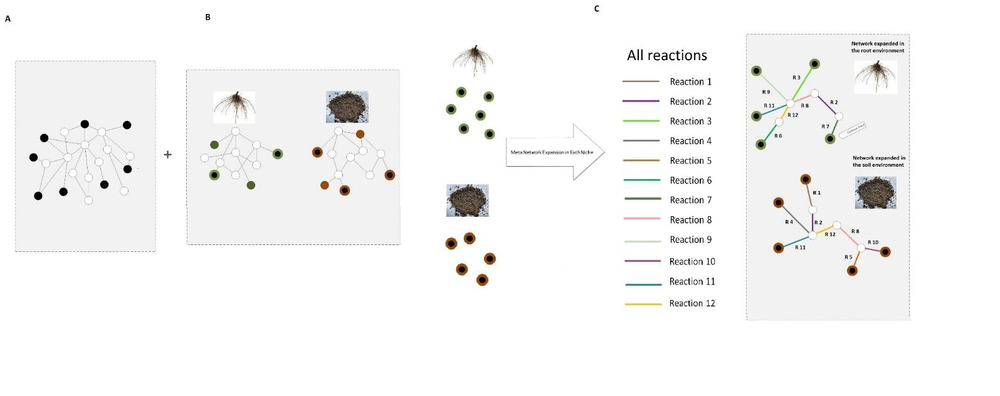 A
B
C
+
Meta Network Expansion in Each Niche
All reactions
Reaction 1
Reaction 2
Reaction 3
Reaction 4
Reaction 5
Reaction 6
Reaction 7
Reaction 8
Reaction 9
Reaction 10
Reaction 11
Reaction 12
Network expanded in
the root environment
R 3
R 9
R 11
R 8
R 2
R 12
R 7
R 6
Network expanded in
the soil environment
R 1
R 4
R 2
R 12
R 8
R 11
R 10
R 5